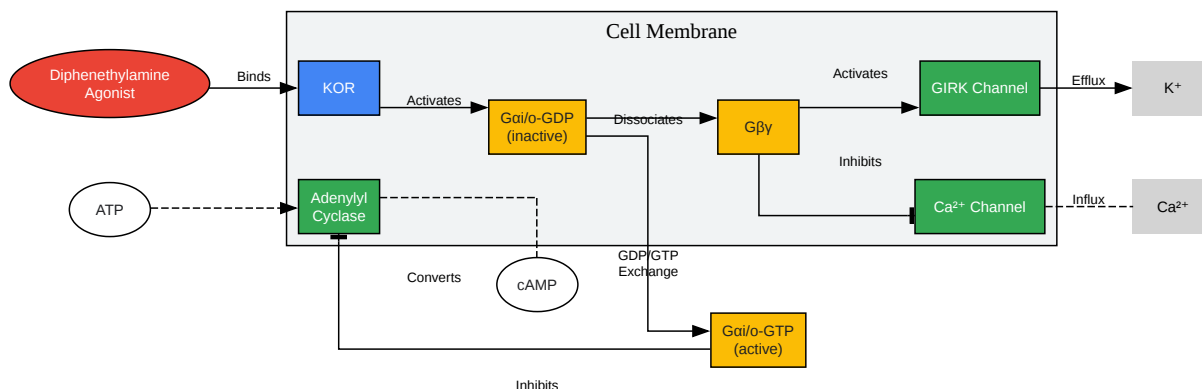 Cell Membrane
Diphenethylamine
Agonist
Binds
KOR
Activates
Gαi/o-GDP
(inactive)
Dissociates
Gβγ
Activates
GIRK Channel
Efflux
K⁺
Inhibits
ATP
Adenylyl
Cyclase
Ca²⁺ Channel
Influx
Ca²⁺
Converts
cAMP
GDP/GTP
Exchange
Gαi/o-GTP
(active)
Inhibits